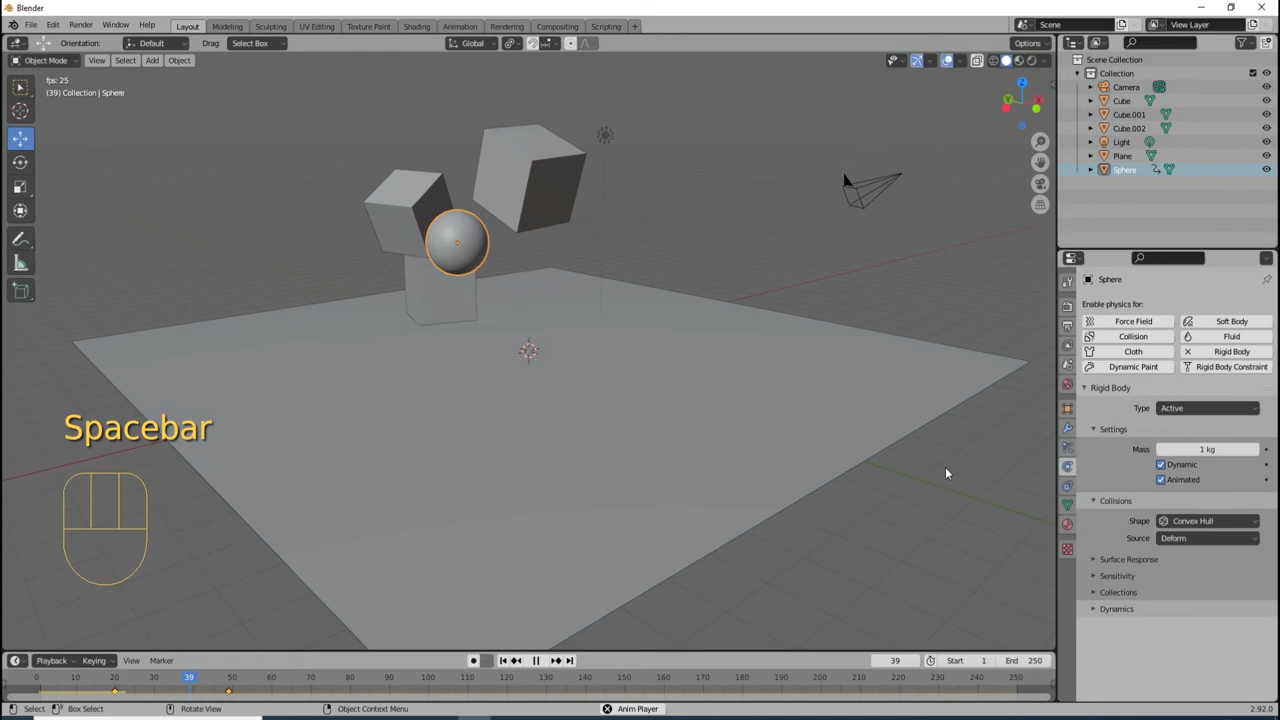 Blender
File Edit Render Window Help Layout Modeling Sculpting UV Editing Texture Paint Shading Animation Rendering Compositing Scripting + Scene View Layer
Orientation: Default Drag: Select Box Global Options
Object Mode View Select Add Object
fps: 25
(39) Collection | Sphere
Z
Y
X
Spacebar
Scene Collection
Collection
Camera
Cube
Cube.001
Cube.002
Light
Plane
Sphere
Sphere
Enable physics for:
Force Field Soft Body
Collision Fluid
Cloth Rigid Body
Dynamic Paint Rigid Body Constraint
Rigid Body
Type Active
Settings
Mass 1 kg
Dynamic
Animated
Collisions
Shape Convex Hull
Source Deform
Surface Response
Sensitivity
Collections
Dynamics
Playback Keying View Marker 39 Start 1 End 250
0 10 20 30 39 50 60 70 80 90 100 110 120 130 140 150 160 170 180 190 200 210 220 230 240 250
Select Box Select Rotate View Object Context Menu Anim Player 2.92.0